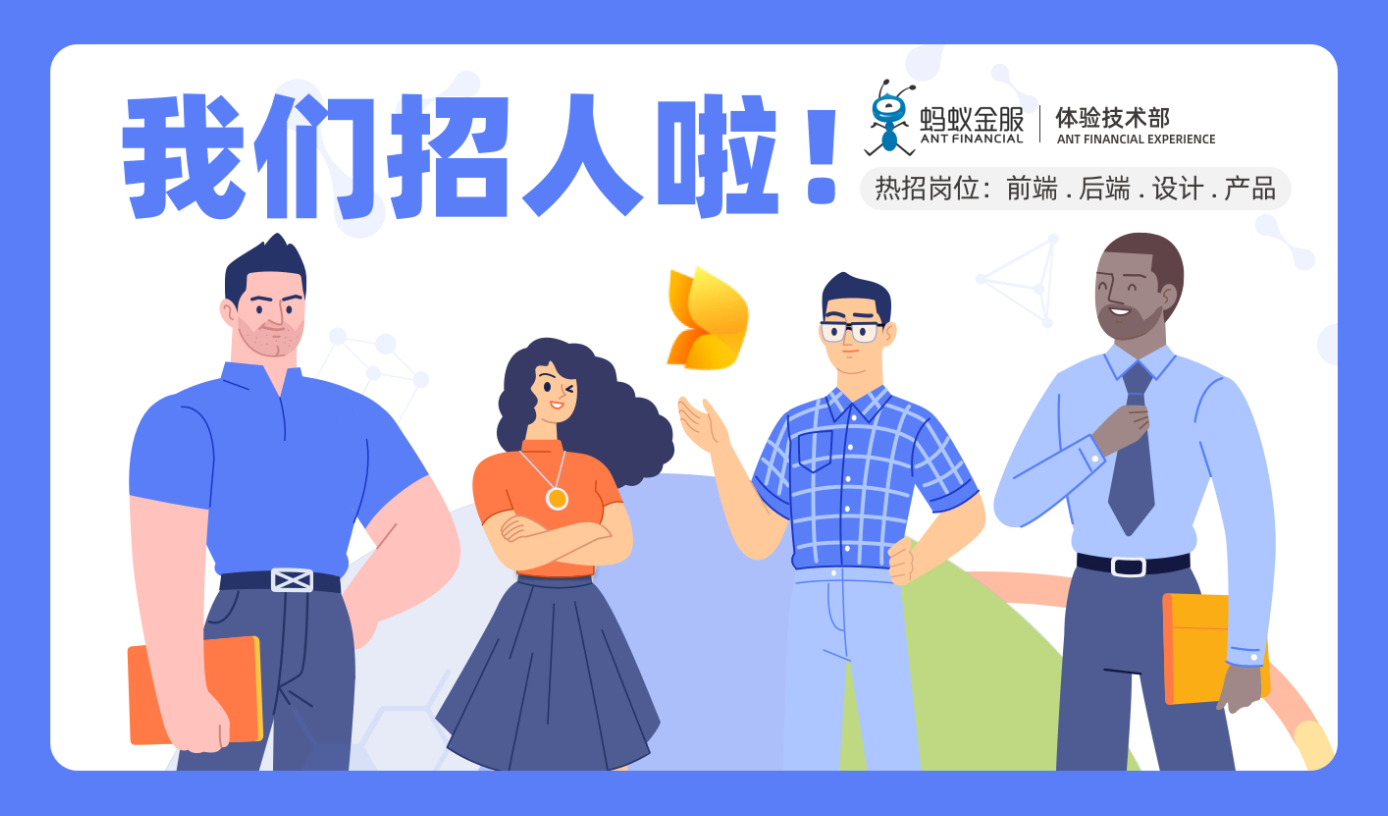 我们招人啦！
蚂蚁金服
ANT FINANCIAL
体验技术部
ANT FINANCIAL EXPERIENCE
热招岗位：前端 . 后端 . 设计 . 产品